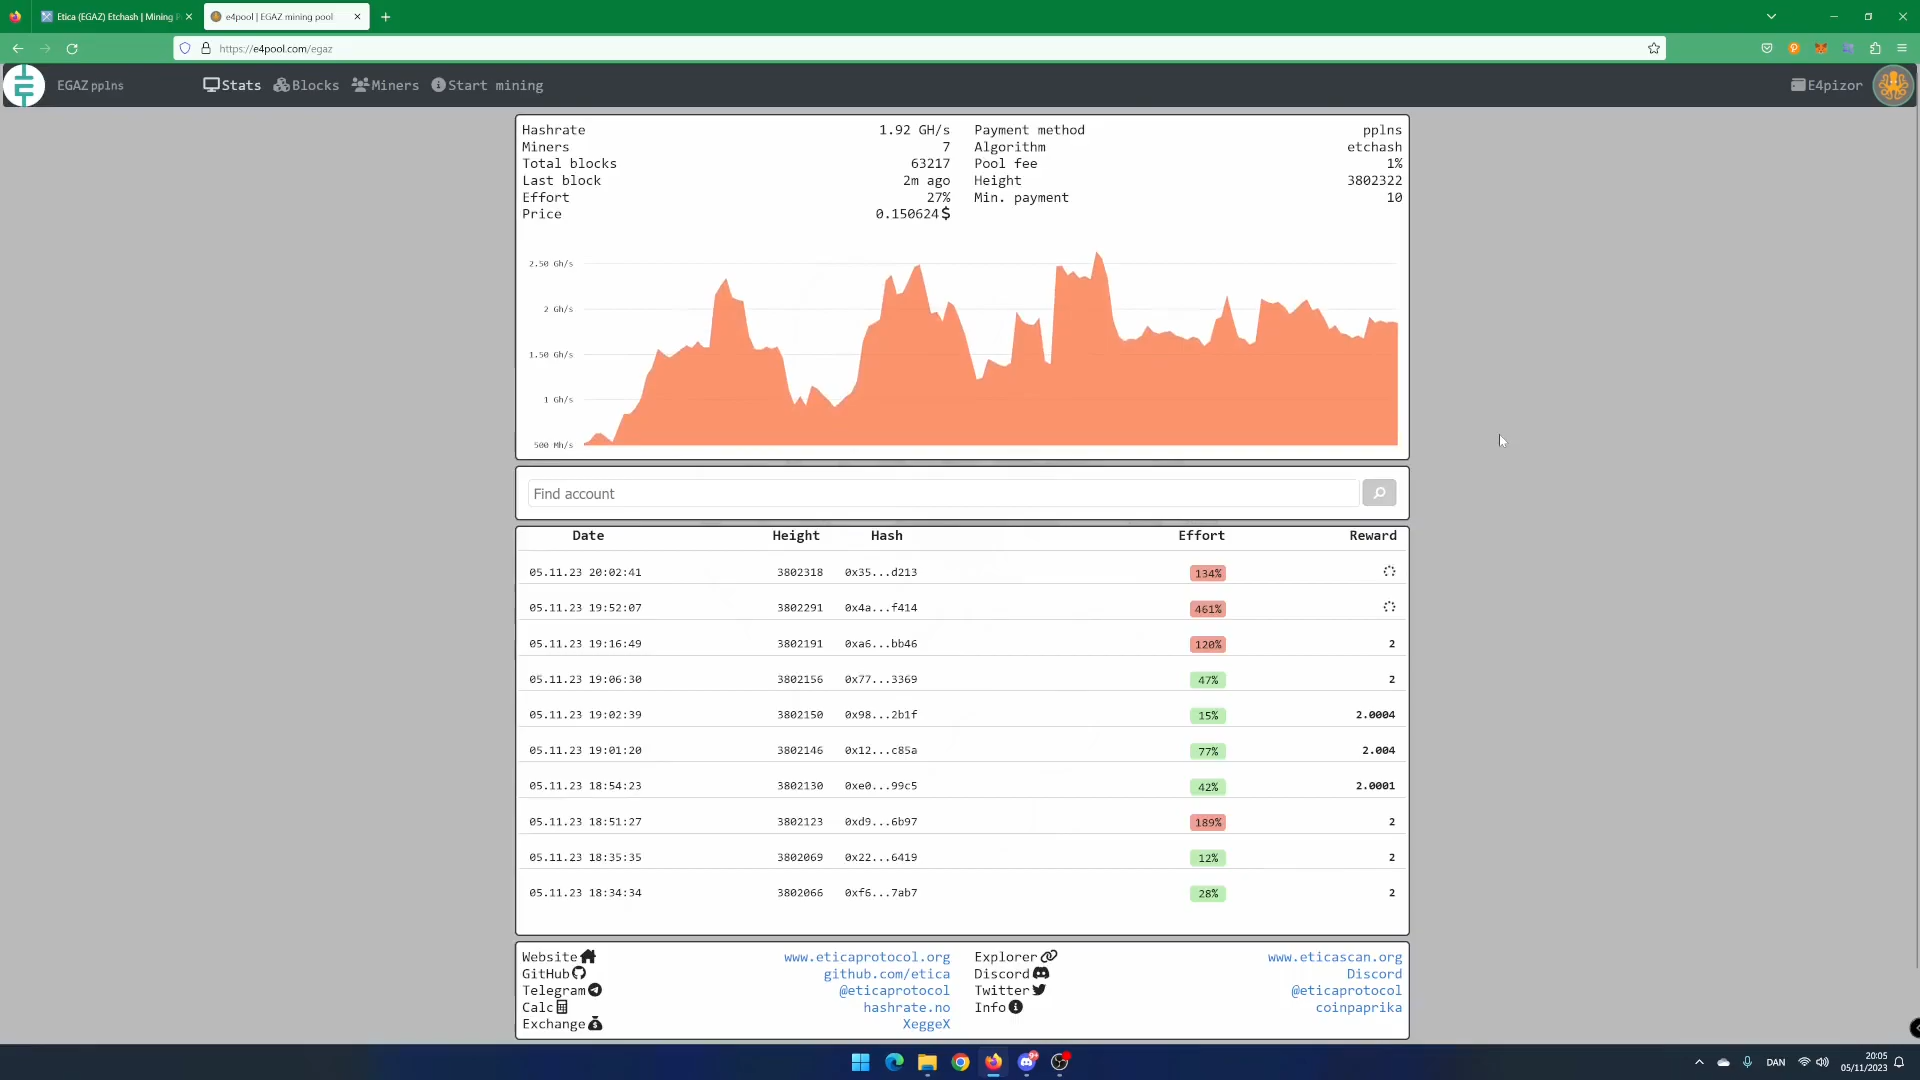 Etica (EGAZ) Etchash | Mining P
e4pool | EGAZ mining pool
https://e4pool.com/egaz
EGAZ pplns
Stats
Blocks
Miners
Start mining
E4pizor
Hashrate 1.92 GH/s
Miners 7
Total blocks 63217
Last block 2m ago
Effort 27%
Price 0.150624 $
Payment method pplns
Algorithm etchash
Pool fee 1%
Height 3802322
Min. payment 10
2.50 Gh/s
2 Gh/s
1.50 Gh/s
1 Gh/s
500 Mh/s
Find account
Date Height Hash Effort Reward
05.11.23 20:02:41 3802318 0x35...d213 134%
05.11.23 19:52:07 3802291 0x4a...f414 461%
05.11.23 19:16:49 3802191 0xa6...bb46 120% 2
05.11.23 19:06:30 3802156 0x77...3369 47% 2
05.11.23 19:02:39 3802150 0x98...2b1f 15% 2.0004
05.11.23 19:01:20 3802146 0x12...c85a 77% 2.004
05.11.23 18:54:23 3802130 0xe0...99c5 42% 2.0001
05.11.23 18:51:27 3802123 0xd9...6b97 189% 2
05.11.23 18:35:35 3802069 0x22...6419 12% 2
05.11.23 18:34:34 3802066 0xf6...7ab7 28% 2
Website www.eticaprotocol.org
GitHub github.com/etica
Telegram @eticaprotocol
Calc hashrate.no
Exchange XeggeX
Explorer www.eticascan.org
Discord Discord
Twitter @eticaprotocol
Info coinpaprika
DAN
20:05
05/11/2023